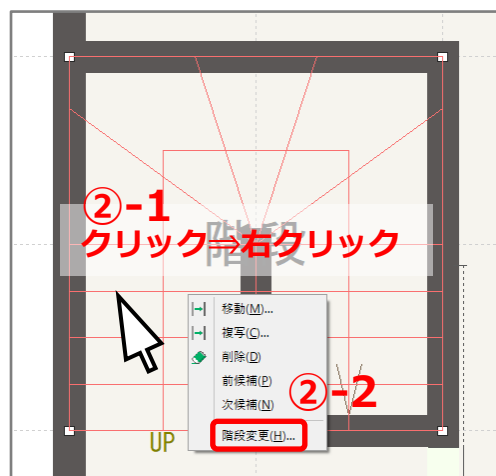 ②-1
階段
クリック⇒右クリック
移動(M)...
複写(C)...
削除(D)
前候補(P)
②-2
次候補(N)
階段変更(H)...
UP